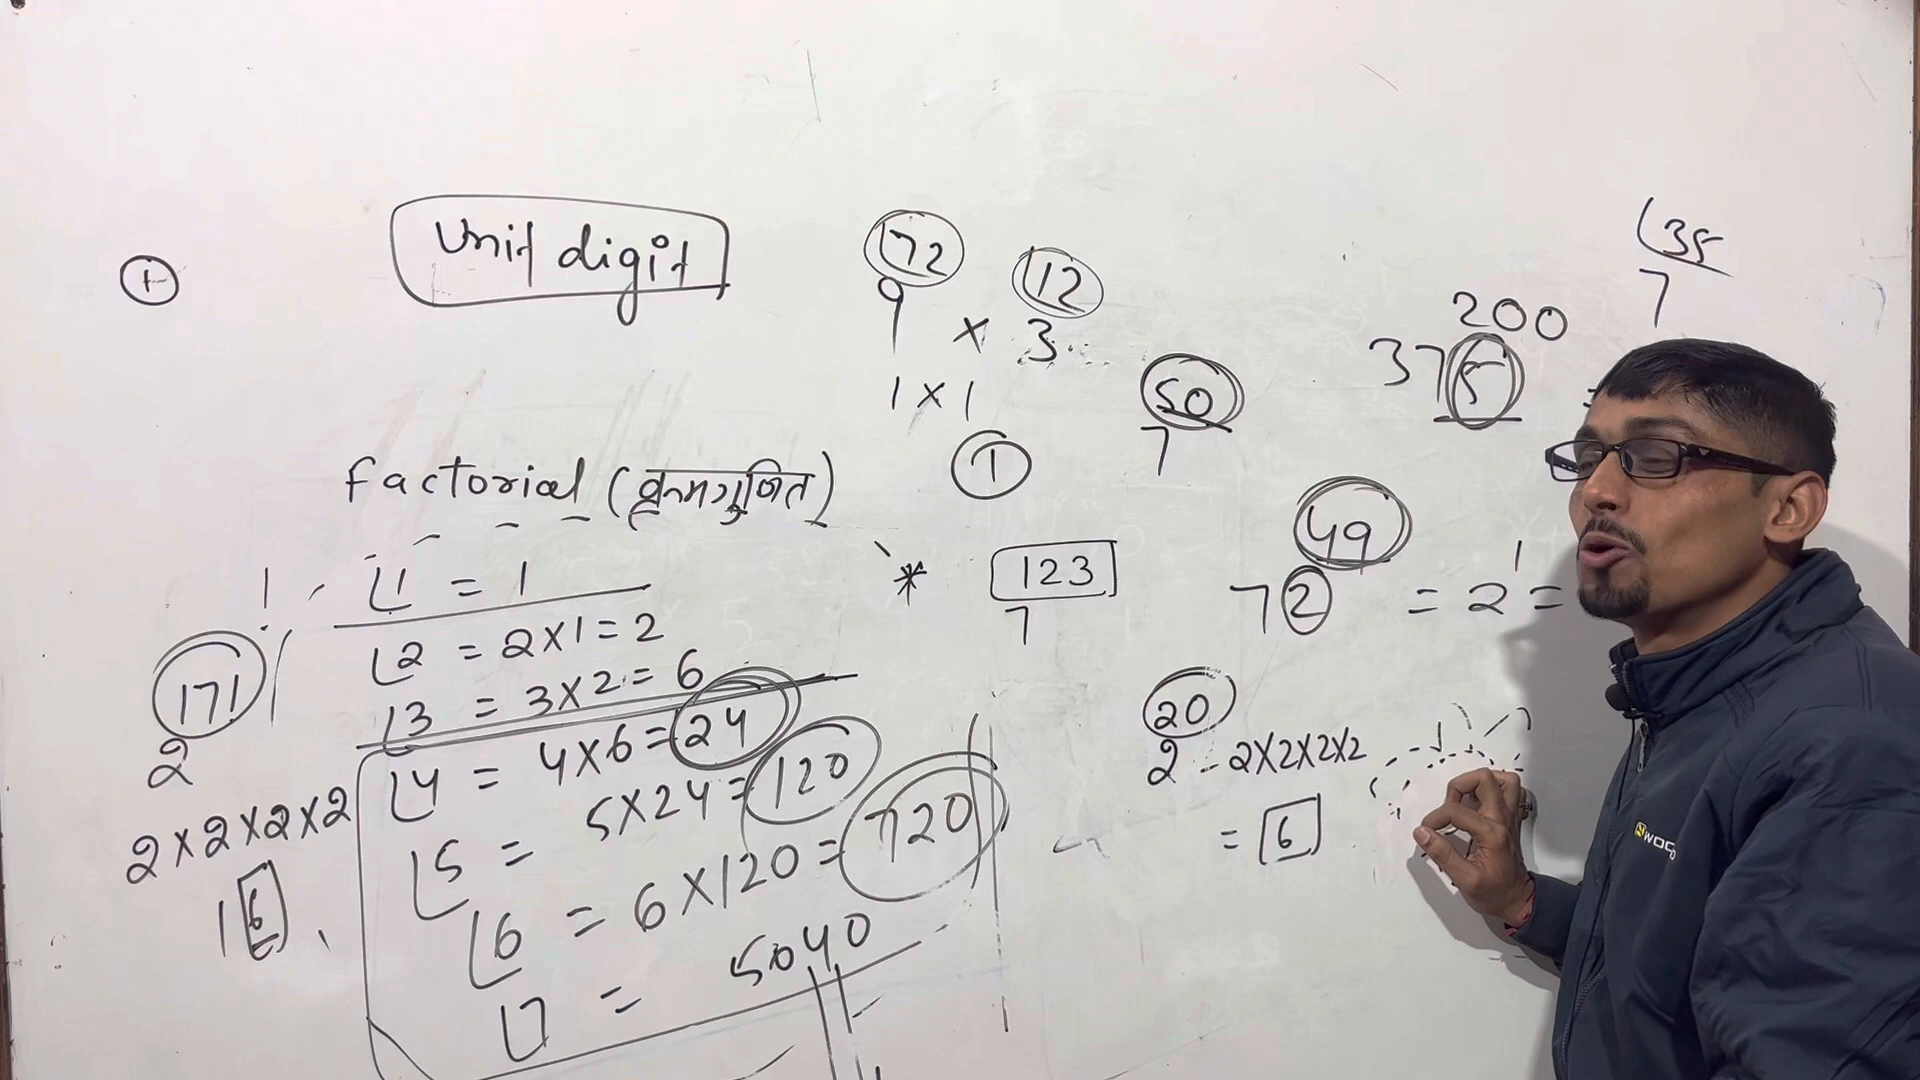 ①
Unit digit
72 12
9 × 3
1 × 1
①
Factorial (क्रमगुणित)
! ⌊1 = 1
⌊2 = 2×1=2
⌊3 = 3×2=6
⌊4 = 4×6=24
⌊5 = 5×24=120
⌊6 = 6×120=720
⌊7 = 5040
171
2
2×2×2×2
16
50
7
* 123
7
⌊35
7
200
375
49
72 = 2¹ =
20
2 - 2×2×2×2
= 6
WOO